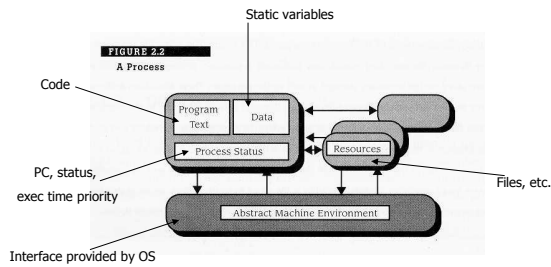 Static variables
FIGURE 2.2
A Process
Code
Program
Text
Data
Process Status
Resources
PC, status,
exec time priority
Files, etc.
Abstract Machine Environment
Interface provided by OS